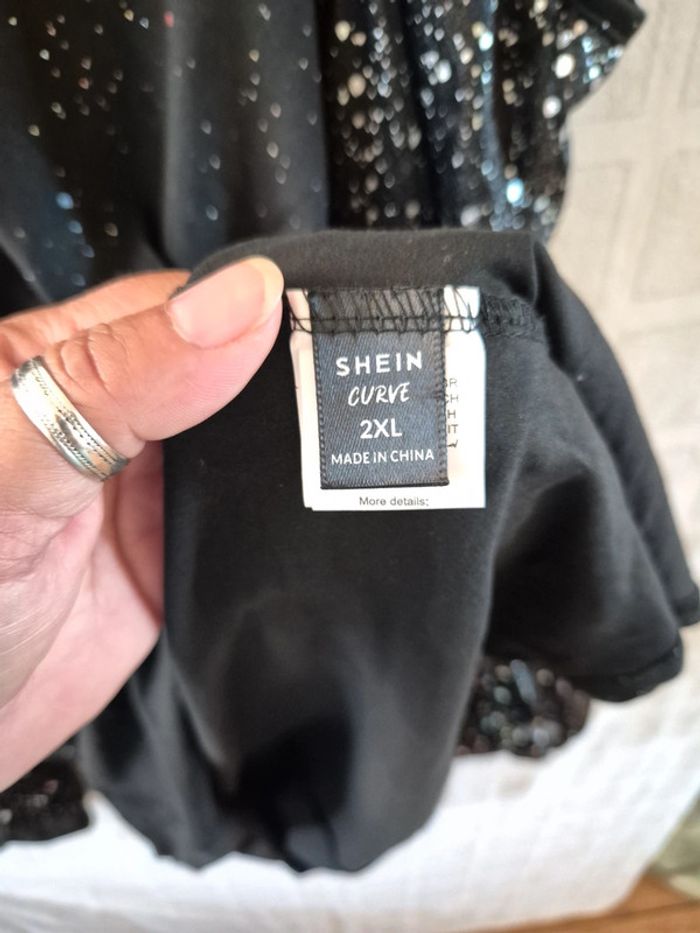 SHEIN
CURVE
2XL
MADE IN CHINA
More details: